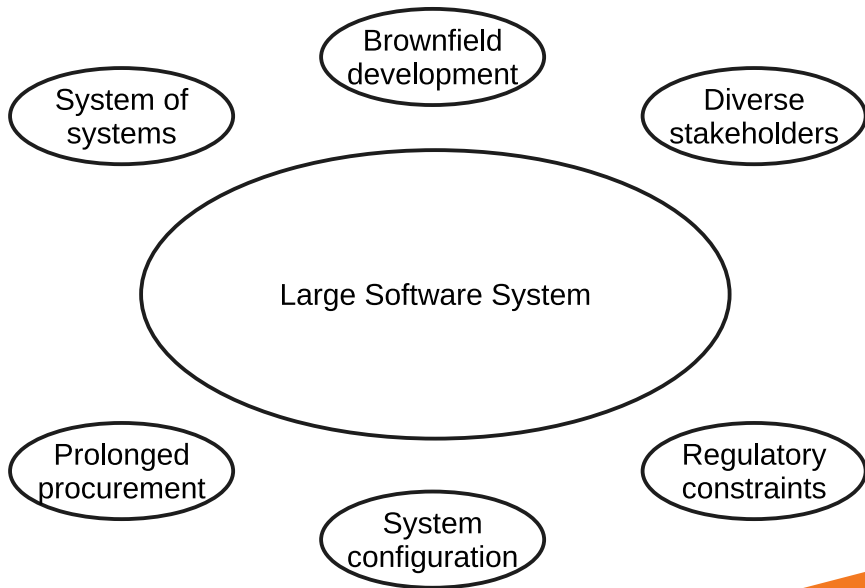 Brownfield
development
System of
systems
Diverse
stakeholders
Large Software System
Prolonged
procurement
Regulatory
constraints
System
configuration